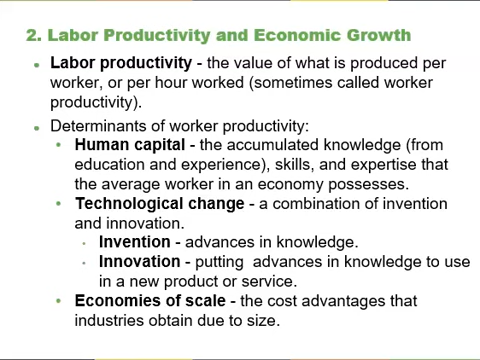 2. Labor Productivity and Economic Growth
• Labor productivity - the value of what is produced per
worker, or per hour worked (sometimes called worker
productivity).
• Determinants of worker productivity:
• Human capital - the accumulated knowledge (from
education and experience), skills, and expertise that
the average worker in an economy possesses.
• Technological change - a combination of invention
and innovation.
• Invention - advances in knowledge.
• Innovation - putting advances in knowledge to use
in a new product or service.
• Economies of scale - the cost advantages that
industries obtain due to size.